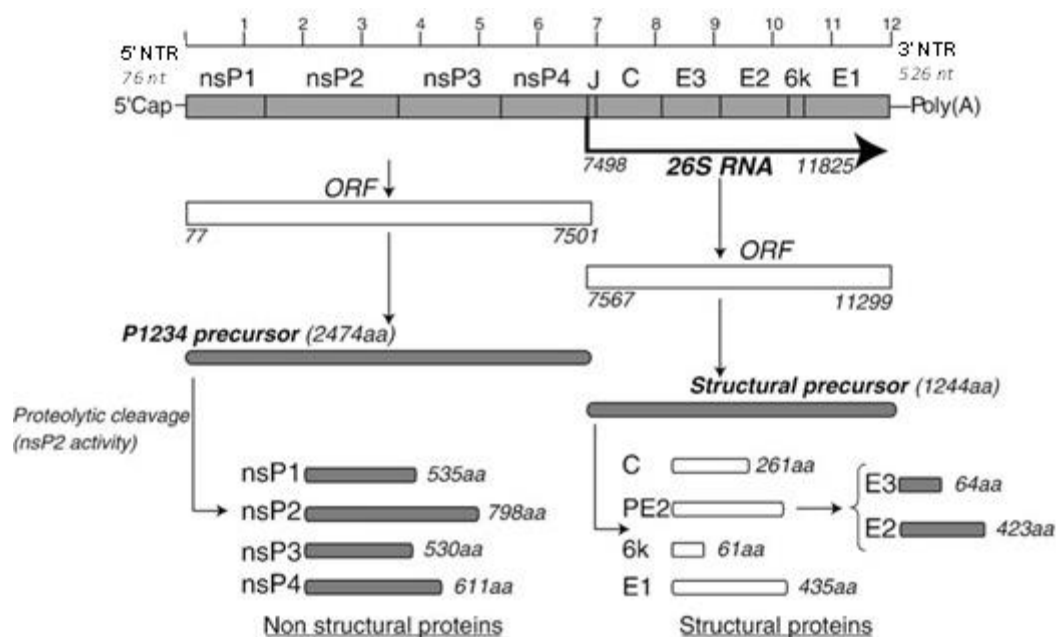 1 2 3 4 5 6 7 8 9 10 11 12
5' NTR 3' NTR
76 nt nsP1 nsP2 nsP3 nsP4 J C E3 E2 6k E1 526 nt
5'Cap Poly(A)
7498 26S RNA 11825
ORF
77 7501
ORF
7567 11299
P1234 precursor (2474aa)
Structural precursor (1244aa)
Proteolytic cleavage
(nsP2 activity)
nsP1 535aa
nsP2 798aa
nsP3 530aa
nsP4 611aa
Non structural proteins
C 261aa
PE2
6k 61aa
E1 435aa
E3 64aa
E2 423aa
Structural proteins